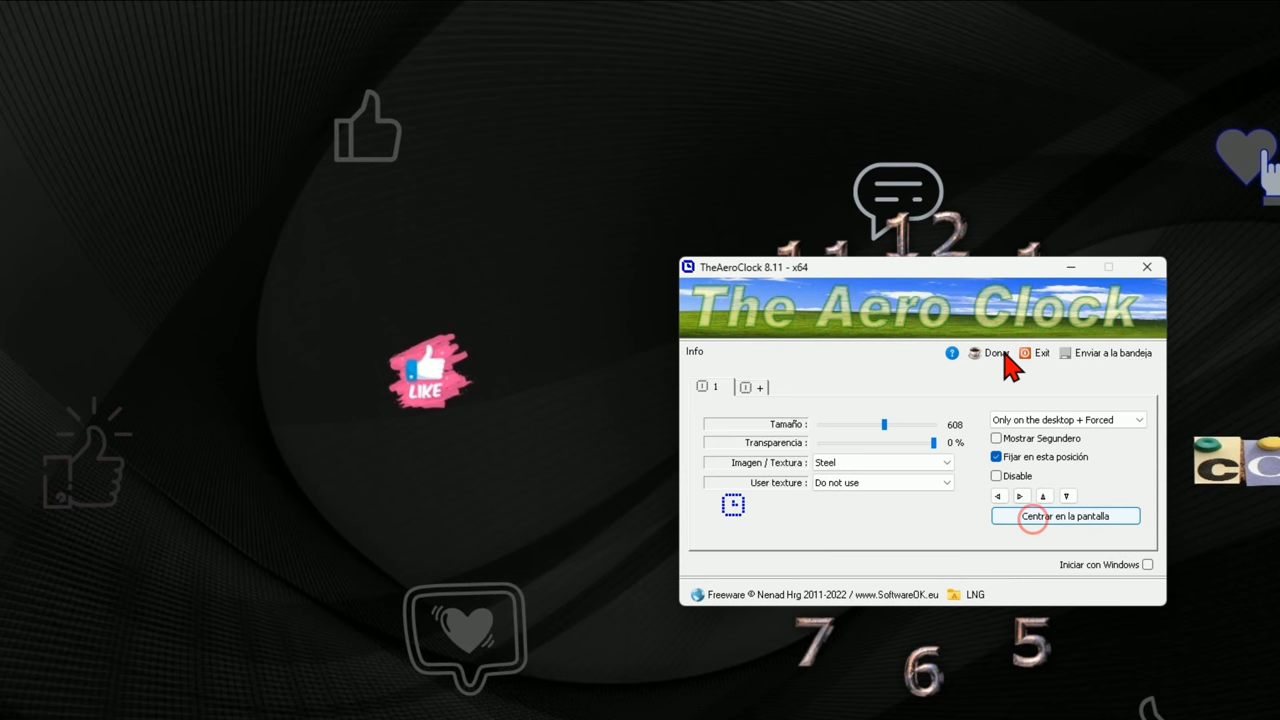 12
11
1
TheAeroClock 8.11 - x64
The Aero Clock
Info
? Donar Exit Enviar a la bandeja
1 +
Tamaño : 608
Only on the desktop + Forced
Transparencia : 0 %
Mostrar Segundero
Imagen / Textura : Steel
Fijar en esta posición
User texture : Do not use
Disable
Centrar en la pantalla
Iniciar con Windows
Freeware © Nenad Hrg 2011-2022 / www.SoftwareOK.eu LNG
LIKE
C C
7 6 5